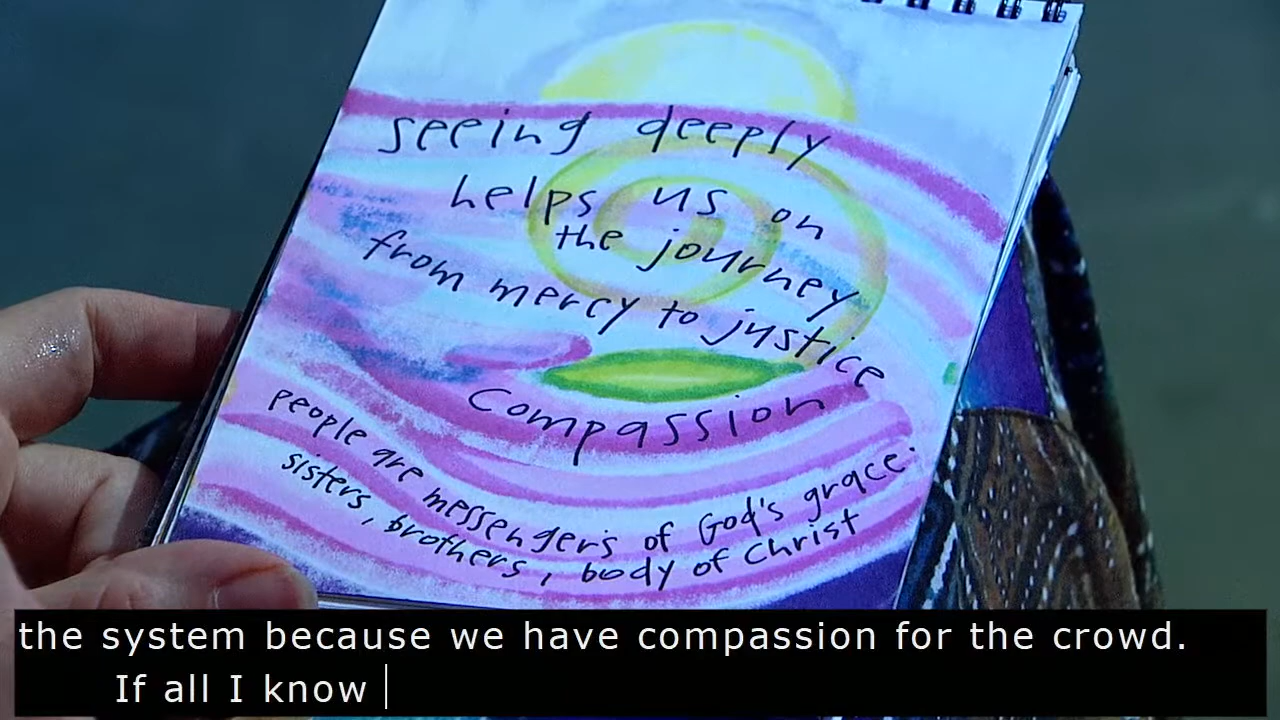 seeing deeply
helps us on
the journey
from mercy to justice
compassion
people are messengers of God's grace.
sisters, brothers, body of Christ
the system because we have compassion for the crowd.
If all I know